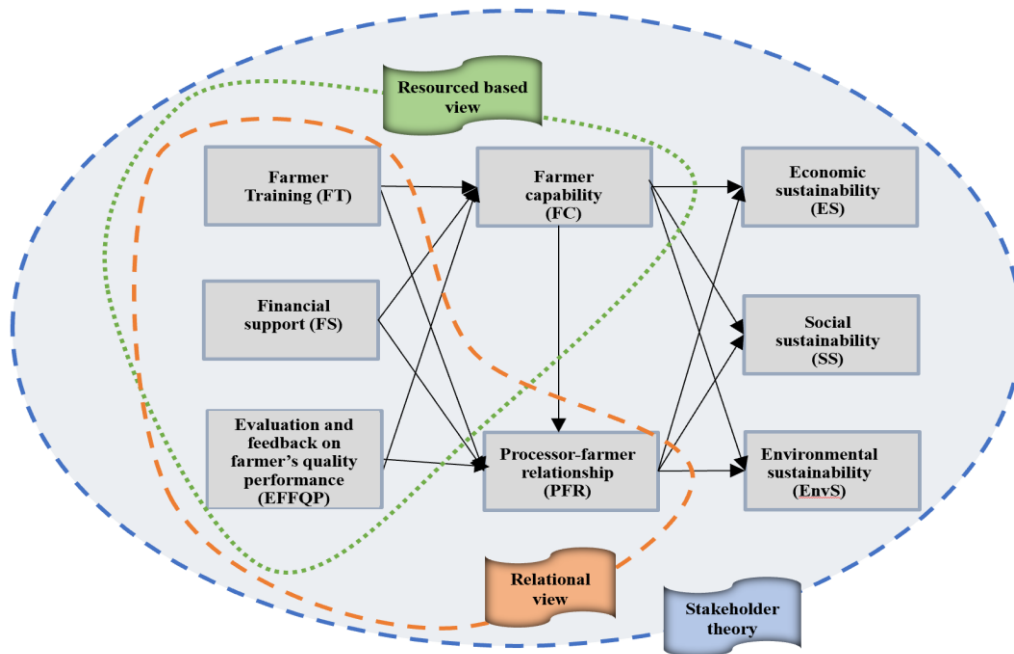 Resourced based
view
Farmer
Training (FT)
Farmer
capability
(FC)
Economic
sustainability
(ES)
Financial
support (FS)
Social
sustainability
(SS)
Evaluation and
feedback on
farmer's quality
performance
(EFFQP)
Processor-farmer
relationship
(PFR)
Environmental
sustainability
(EnvS)
Relational
view
Stakeholder
theory